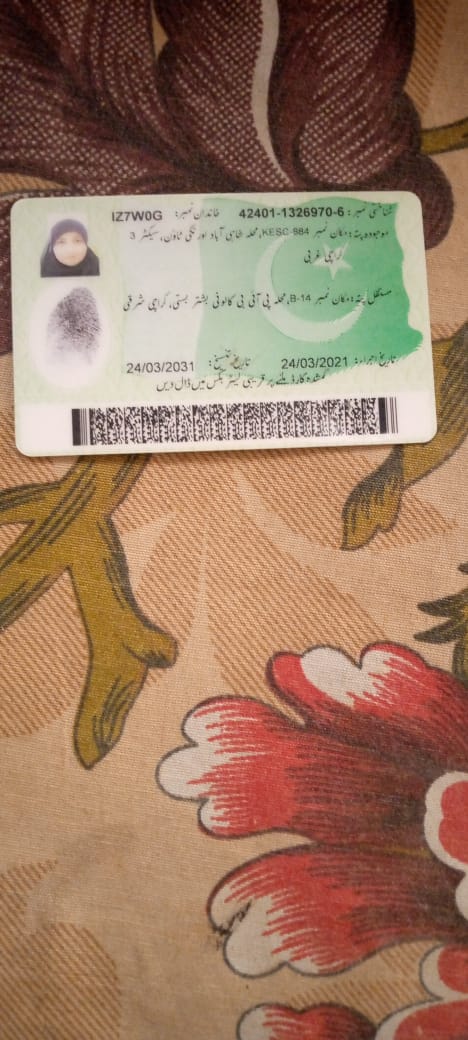 شناختی نمبر: 42401-1326970-6 خاندان نمبر: IZ7W0G
موجودہ پتہ: مکان نمبر KESC-884، محلہ ضیاءی آباد اورنگی ٹاؤن، سیکٹر 3
کراچی غربی
مستقل پتہ: مکان نمبر B-14، محلہ پی آئی بی کالونی بشتر بستی، کراچی شرقی
تاریخ اجراء: 24/03/2021 تاریخ تنسیخ: 24/03/2031
گمشدہ کارڈ ملنے پر قریبی لیٹر بکس میں ڈال دیں